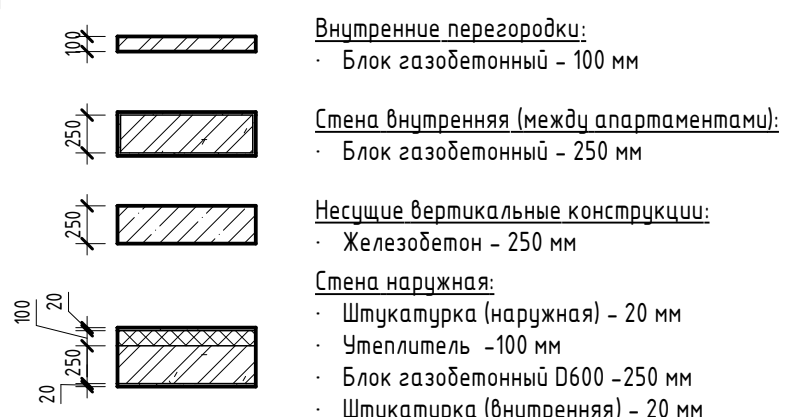 100
Внутренние перегородки:
· Блок газобетонный - 100 мм
250
Стена внутренняя (между апартаментами):
· Блок газобетонный - 250 мм
250
Несущие вертикальные конструкции:
· Железобетон - 250 мм
100
20
250
20
Стена наружная:
· Штукатурка (наружная) - 20 мм
· Утеплитель -100 мм
· Блок газобетонный D600 -250 мм
· Штукатурка (внутренняя) - 20 мм